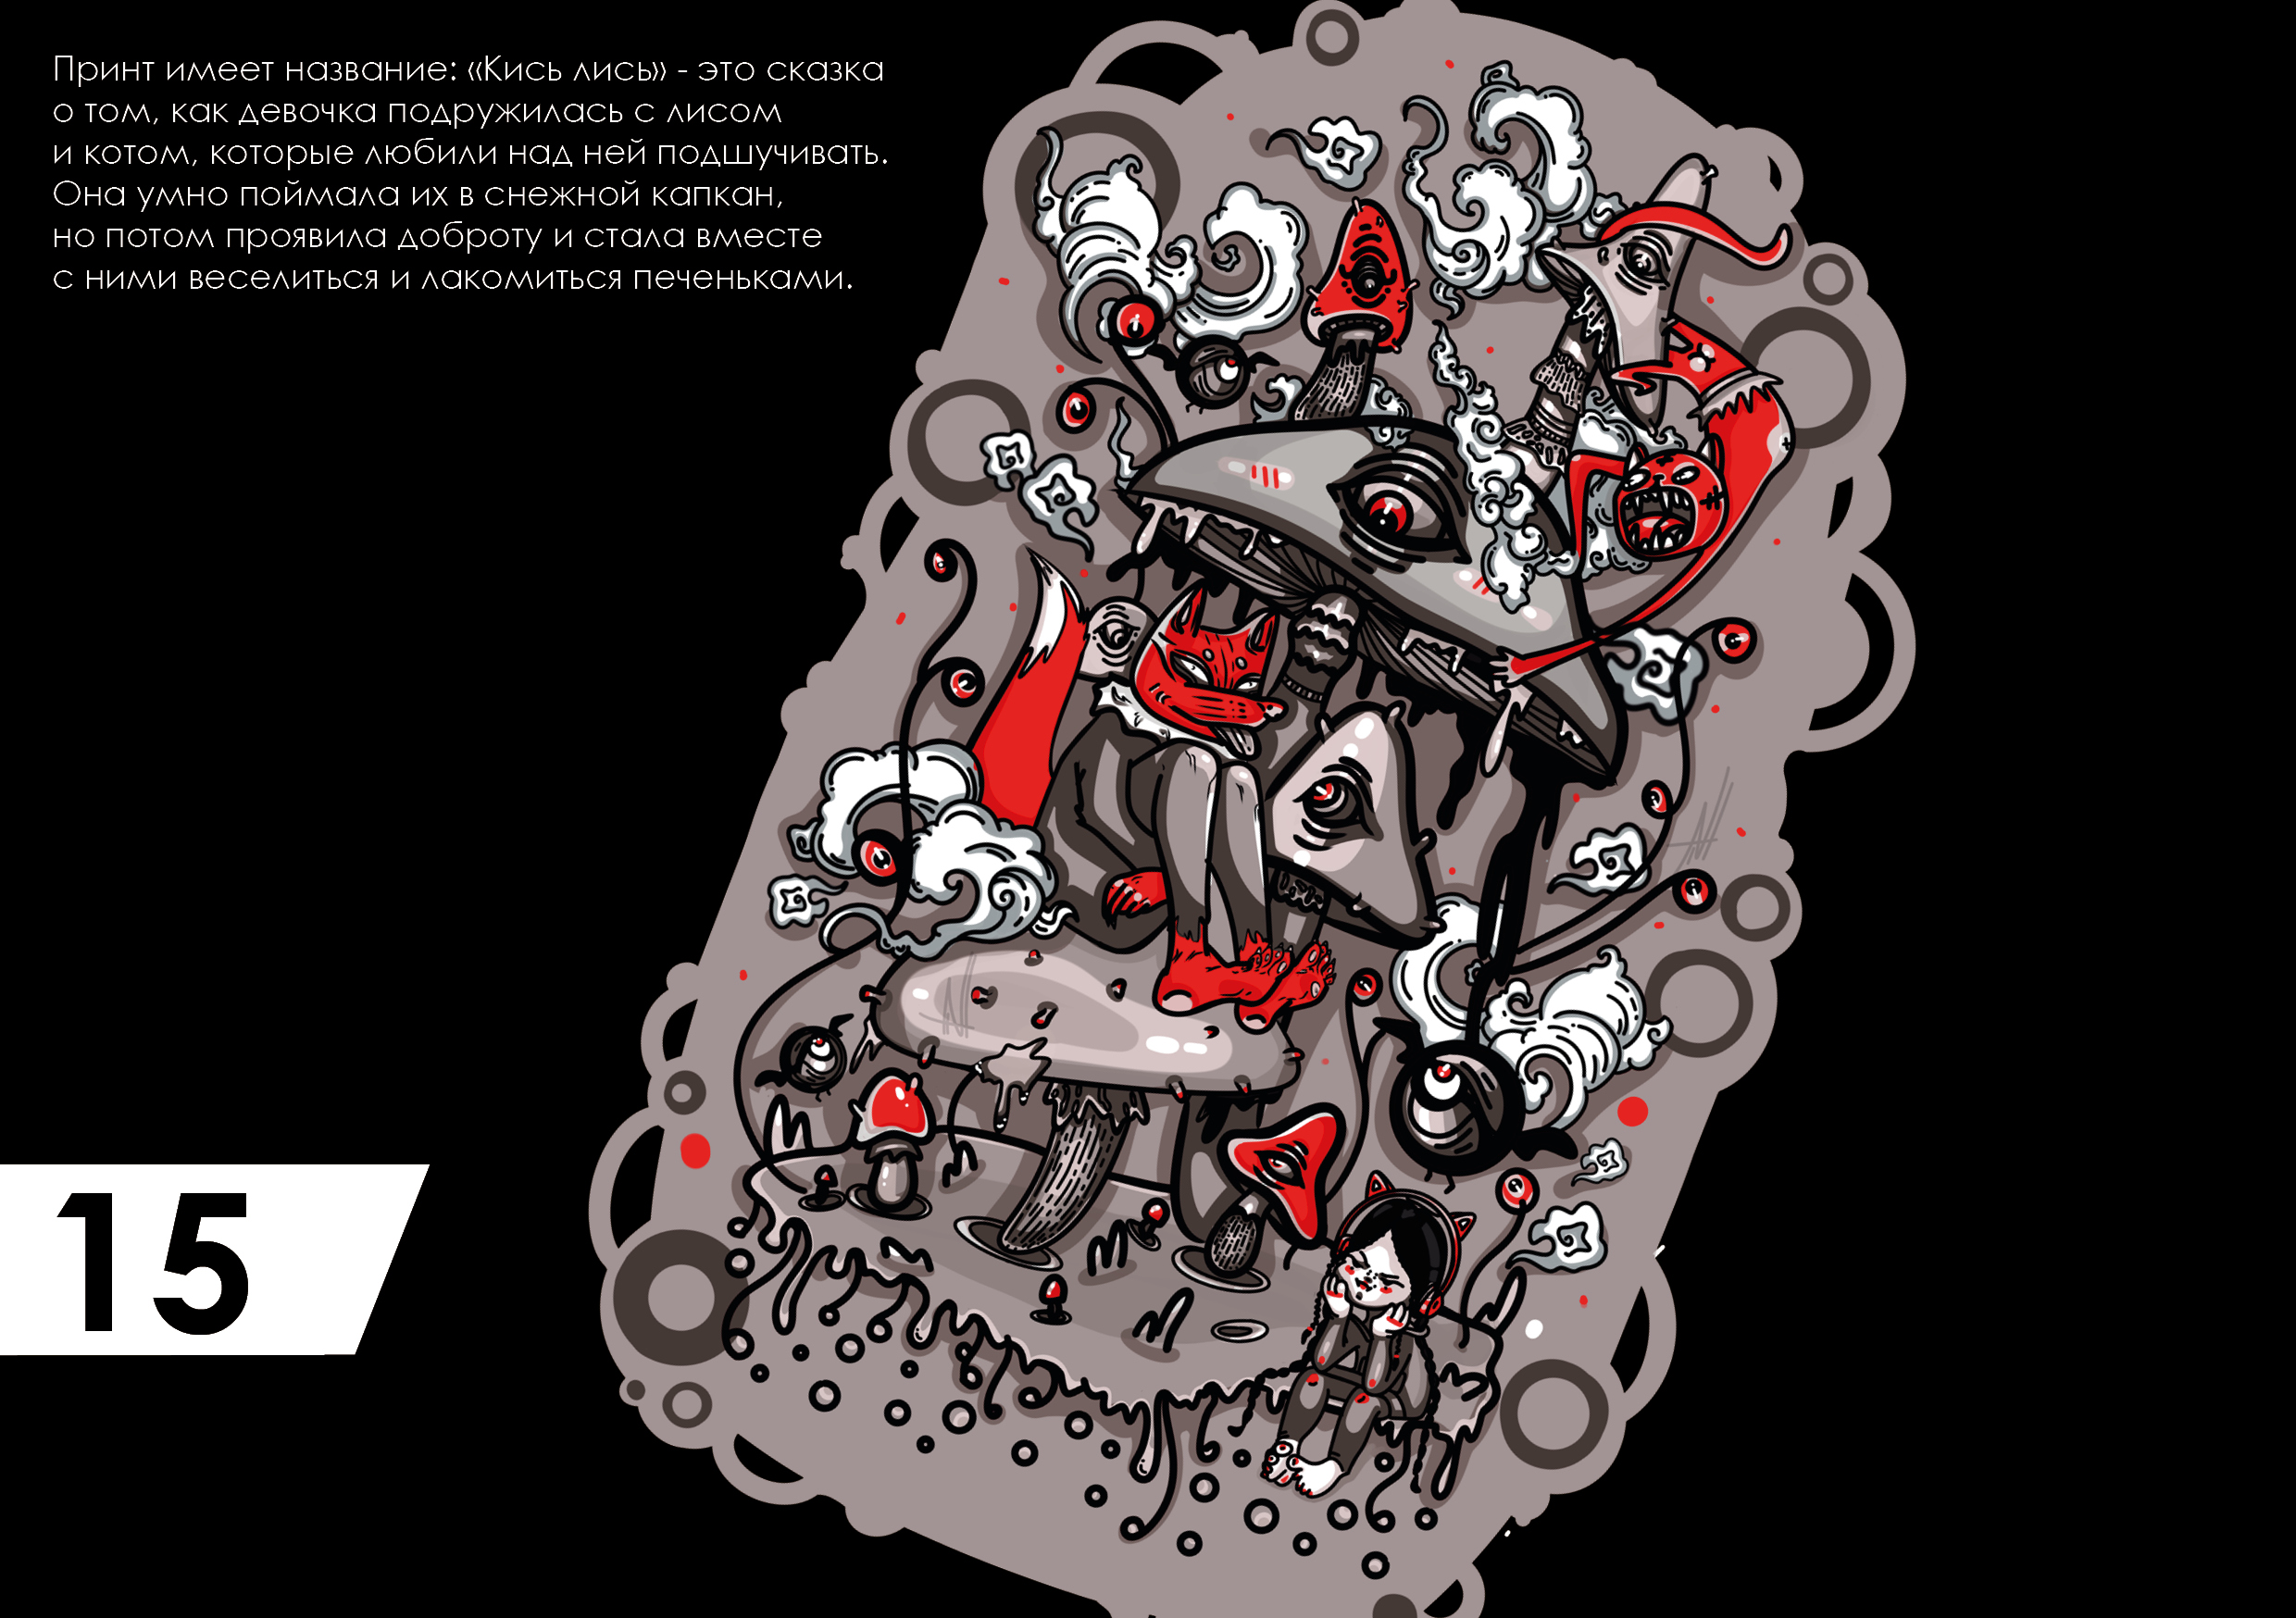 Принт имеет название: «Кись лись» - это сказка
о том, как девочка подружилась с лисом
и котом, которые любили над ней подшучивать.
Она умно поймала их в снежной капкан,
но потом проявила доброту и стала вместе
с ними веселиться и лакомиться печеньками.
15